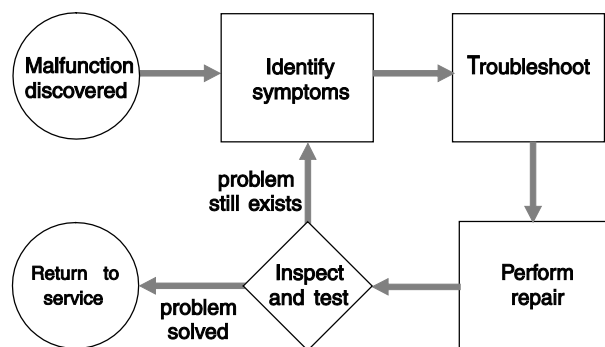 Malfunction
discovered
Identify
symptoms
Troubleshoot
problem
still exists
Return to
service
problem
solved
Inspect
and test
Perform
repair